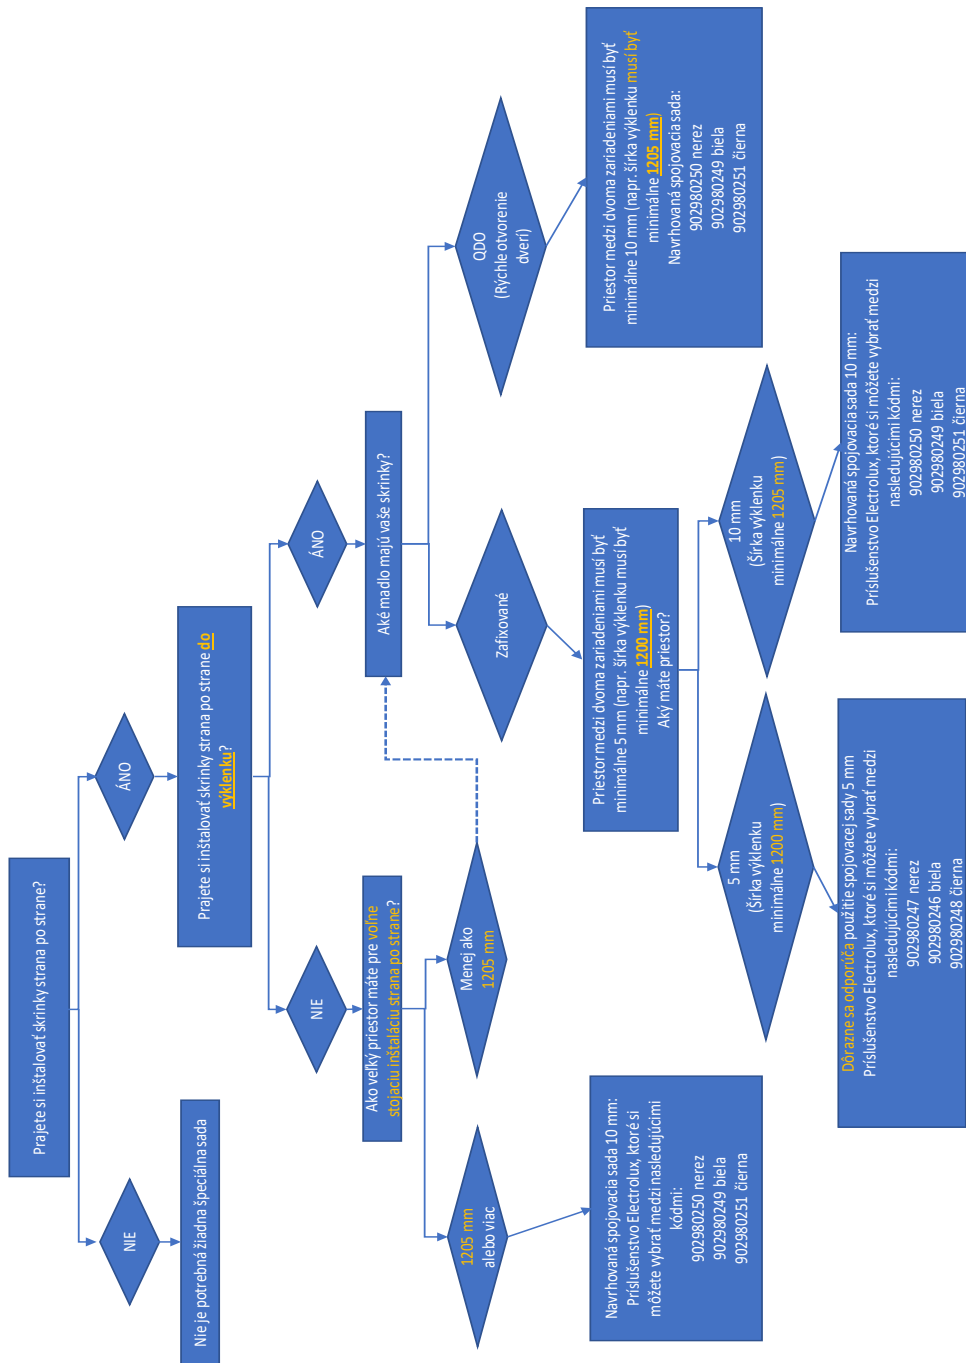 Prajete si inštalovať skrinky strana po strane?
NIE
ÁNO
Nie je potrebná žiadna špeciálna sada
Prajete si inštalovať skrinky strana po strane do
výklenku?
NIE
ÁNO
Ako veľký priestor máte pre voľne
stojaciu inštaláciu strana po strane?
Aké madlo majú vaše skrinky?
1205 mm
alebo viac
Menej ako
1205 mm
Zafixované
QDO
(Rýchle otvorenie
dverí)
Navrhovaná spojovacia sada 10 mm:
Príslušenstvo Electrolux, ktoré si
môžete vybrať medzi nasledujúcimi
kódmi:
902980250 nerez
902980249 biela
902980251 čierna
Priestor medzi dvoma zariadeniami musí byť
minimálne 5 mm (napr. šírka výklenku musí byť
minimálne 1200 mm)
Aký máte priestor?
Priestor medzi dvoma zariadeniami musí byť
minimálne 10 mm (napr. šírka výklenku musí byť
minimálne 1205 mm)
Navrhovaná spojovacia sada:
902980250 nerez
902980249 biela
902980251 čierna
5 mm
(Šírka výklenku
minimálne 1200 mm)
10 mm
(Šírka výklenku
minimálne 1205 mm)
Dôrazne sa odporúča použitie spojovacej sady 5 mm
Príslušenstvo Electrolux, ktoré si môžete vybrať medzi
nasledujúcimi kódmi:
902980247 nerez
902980246 biela
902980248 čierna
Navrhovaná spojovacia sada 10 mm:
Príslušenstvo Electrolux, ktoré si môžete vybrať medzi
nasledujúcimi kódmi:
902980250 nerez
902980249 biela
902980251 čierna